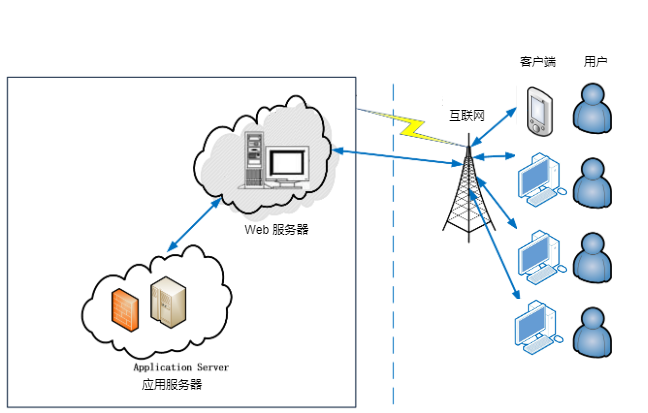 客户端 用户
互联网
Web 服务器
Application Server
应用服务器